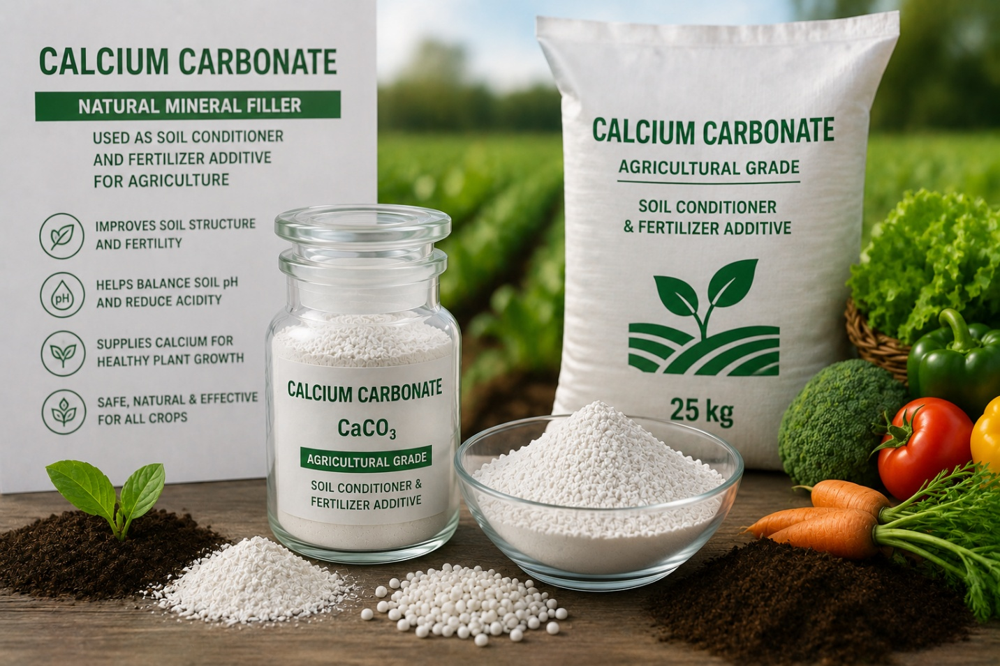 CALCIUM CARBONATE
NATURAL MINERAL FILLER
USED AS SOIL CONDITIONER
AND FERTILIZER ADDITIVE
FOR AGRICULTURE
IMPROVES SOIL STRUCTURE
AND FERTILITY
pH
HELPS BALANCE SOIL pH
AND REDUCE ACIDITY
SUPPLIES CALCIUM FOR
HEALTHY PLANT GROWTH
SAFE, NATURAL & EFFECTIVE
FOR ALL CROPS
CALCIUM CARBONATE
CaCO₃
AGRICULTURAL GRADE
SOIL CONDITIONER &
FERTILIZER ADDITIVE
CALCIUM CARBONATE
AGRICULTURAL GRADE
SOIL CONDITIONER
& FERTILIZER ADDITIVE
25 kg